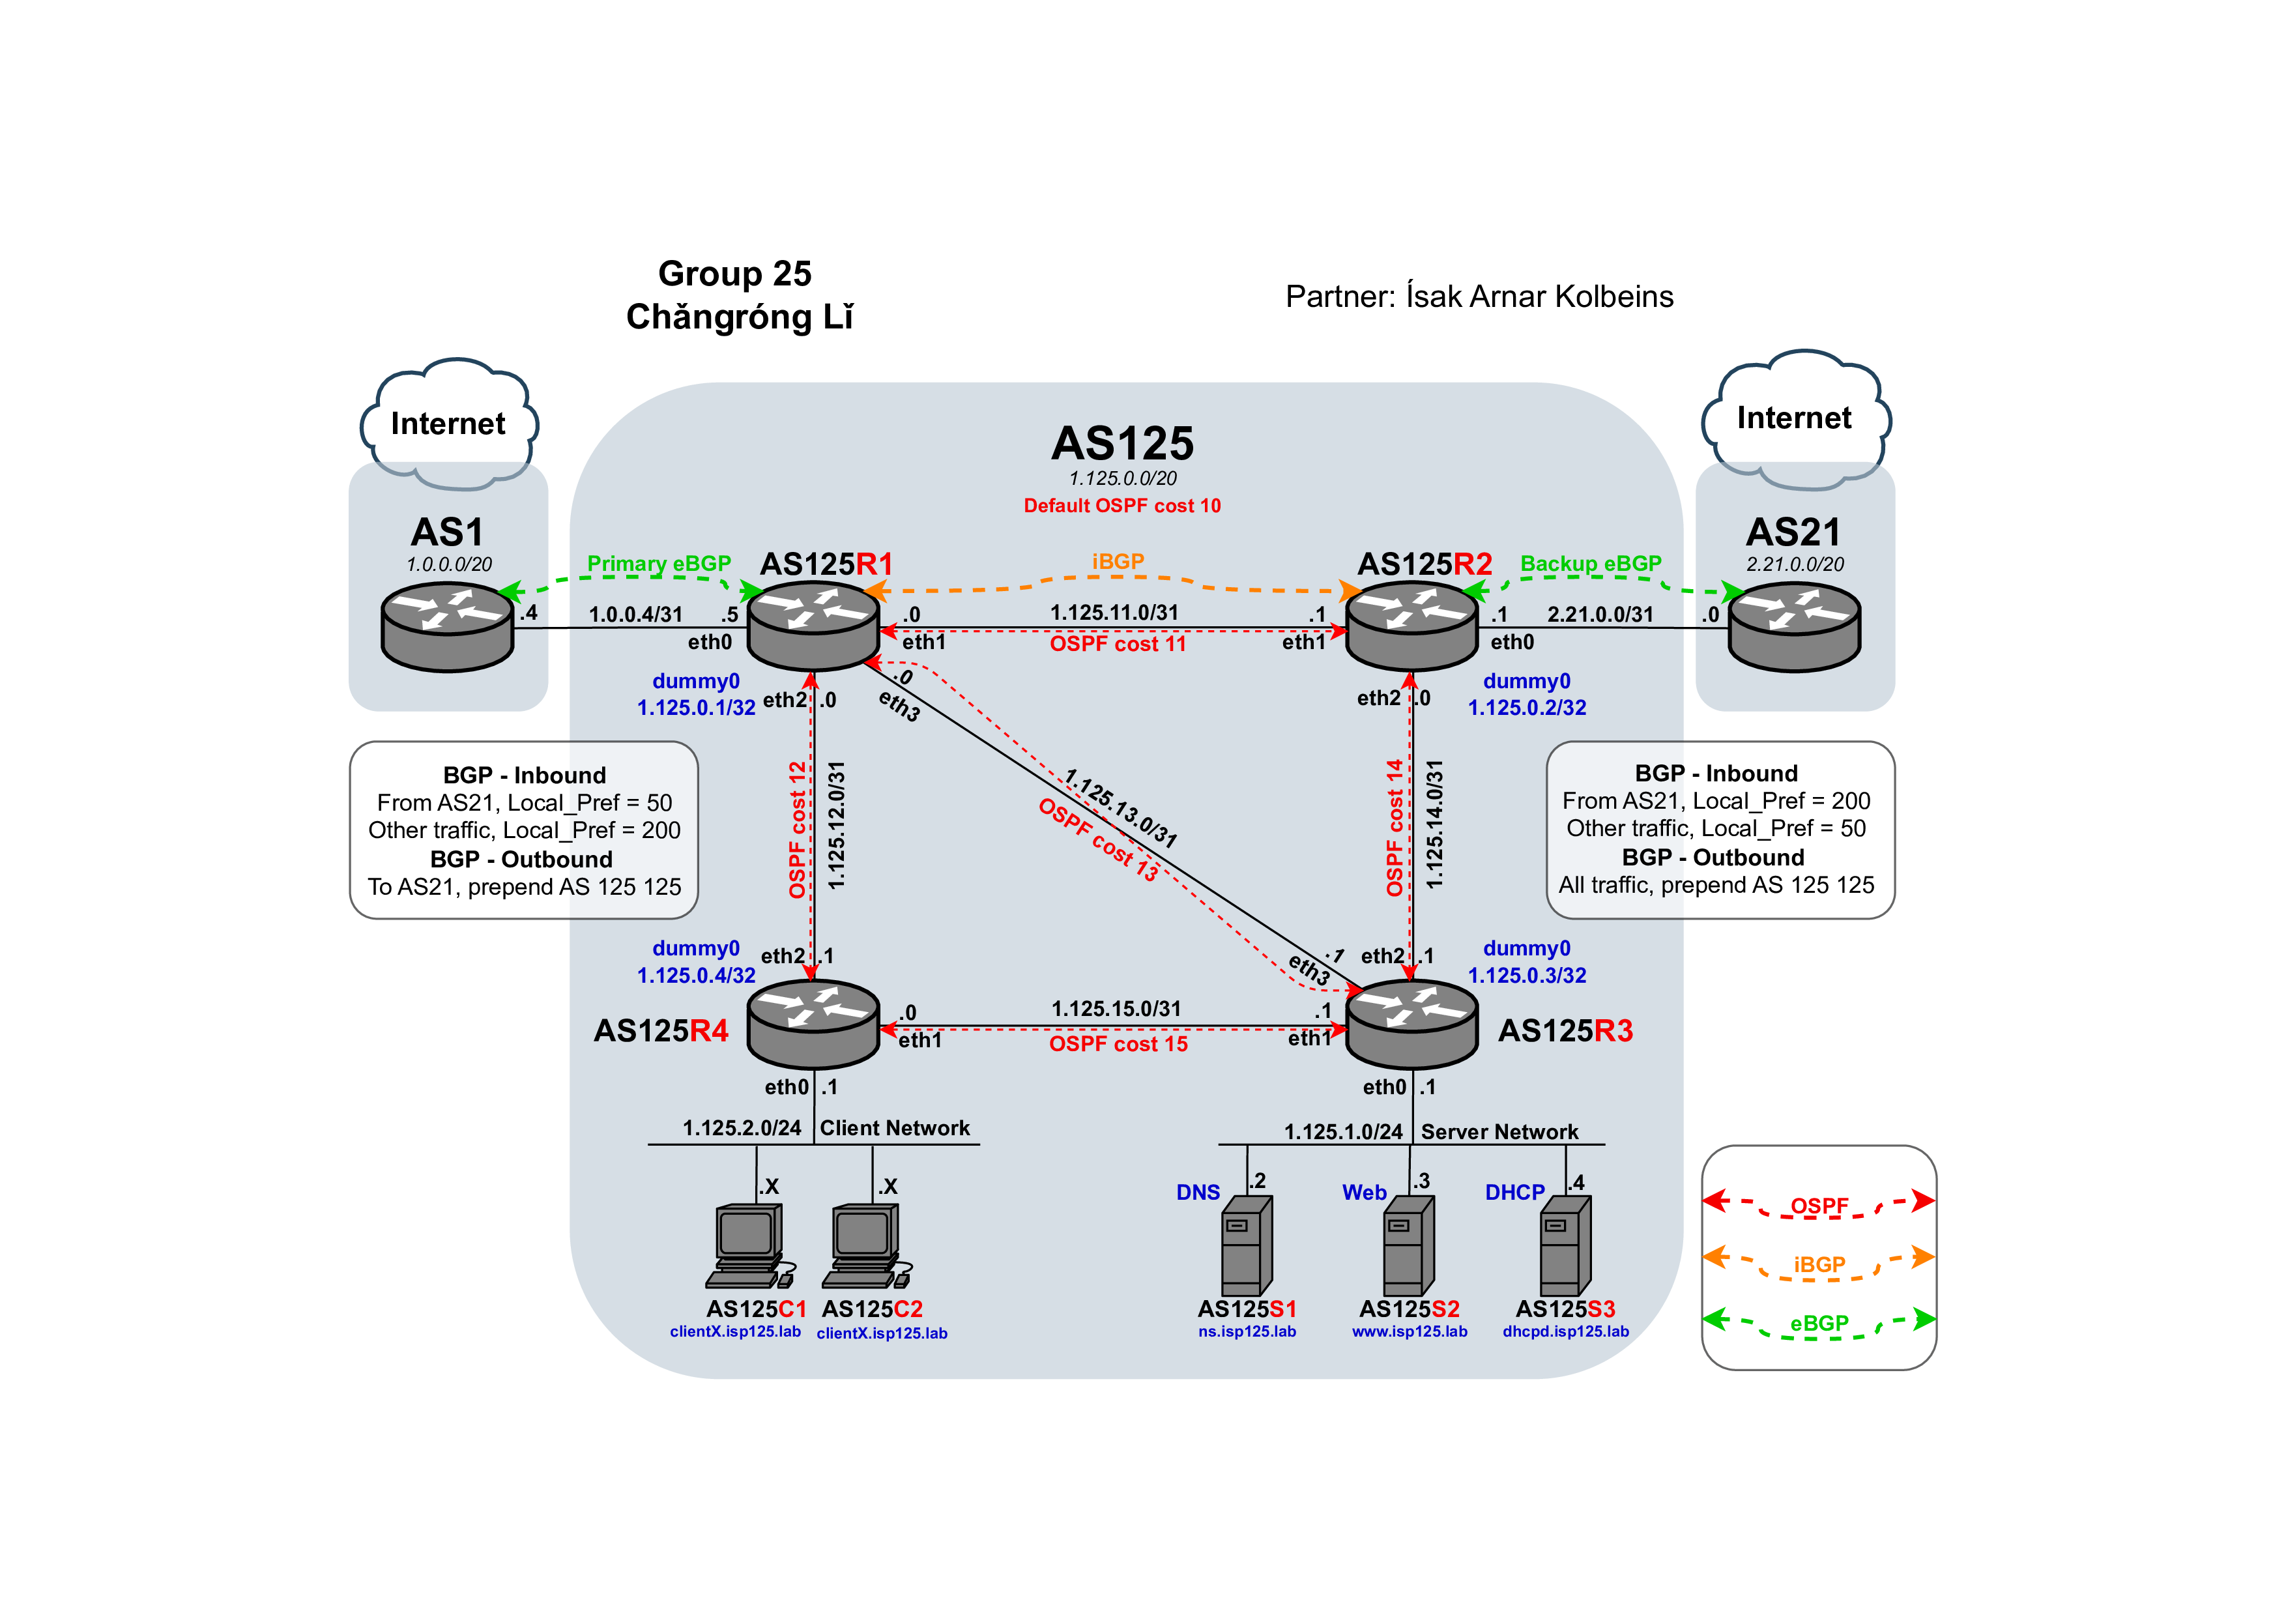 Group 25
Chǎngróng Lǐ
Partner: Ísak Arnar Kolbeins
Internet
Internet
AS125
1.125.0.0/20
Default OSPF cost 10
AS1
1.0.0.0/20
AS21
2.21.0.0/20
Primary eBGP
AS125R1
iBGP
AS125R2
Backup eBGP
.4
1.0.0.4/31
.5
eth0
.0
eth1
1.125.11.0/31
OSPF cost 11
.1
eth1
.1
eth0
2.21.0.0/31
.0
dummy0
1.125.0.1/32
eth2
.0
.0
eth3
eth2
.0
dummy0
1.125.0.2/32
BGP - Inbound
From AS21, Local_Pref = 50
Other traffic, Local_Pref = 200
BGP - Outbound
To AS21, prepend AS 125 125
OSPF cost 12
1.125.12.0/31
1.125.13.0/31
OSPF cost 13
OSPF cost 14
1.125.14.0/31
BGP - Inbound
From AS21, Local_Pref = 200
Other traffic, Local_Pref = 50
BGP - Outbound
All traffic, prepend AS 125 125
dummy0
1.125.0.4/32
eth2
.1
.1
eth3
eth2
.1
dummy0
1.125.0.3/32
AS125R4
.0
eth1
1.125.15.0/31
OSPF cost 15
.1
eth1
AS125R3
eth0
.1
eth0
.1
1.125.2.0/24
Client Network
1.125.1.0/24
Server Network
.X
.X
DNS
.2
Web
.3
DHCP
.4
AS125C1
clientX.isp125.lab
AS125C2
clientX.isp125.lab
AS125S1
ns.isp125.lab
AS125S2
www.isp125.lab
AS125S3
dhcpd.isp125.lab
OSPF
iBGP
eBGP